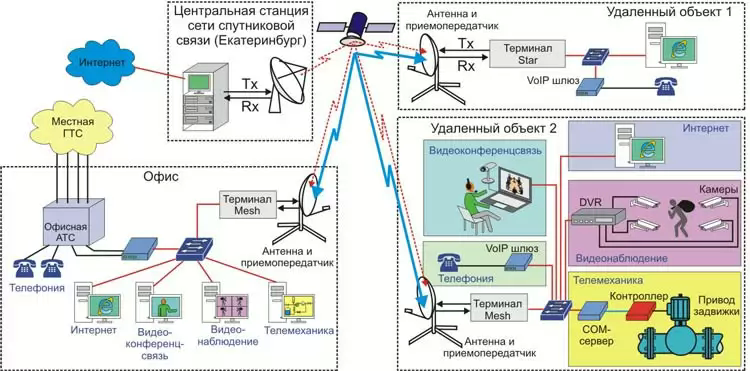 Центральная станция
сети спутниковой
связи (Екатеринбург)
Интернет
Tx
Rx
Антенна и
приемопередатчик
Удаленный объект 1
Tx
Rx
Терминал
Star
VoIP шлюз
Местная
ГТС
Офис
Офисная
АТС
Телефония
Терминал
Mesh
Антенна и
приемопередатчик
Интернет
Видео-
конференц-
связь
Видео-
наблюдение
Телемеханика
Удаленный объект 2
Видеоконференцсвязь
Интернет
DVR
Камеры
Видеонаблюдение
VoIP шлюз
Телефония
Терминал
Mesh
Антенна и
приемопередатчик
Телемеханика
Контроллер
Привод
задвижки
COM-
сервер